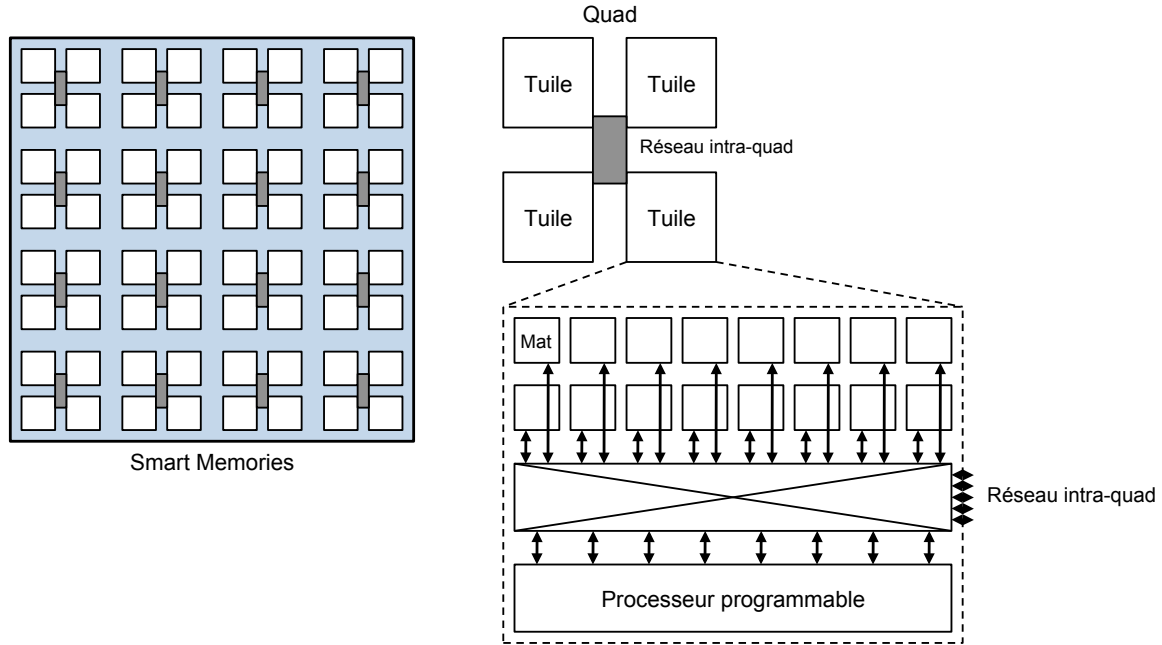 Quad
Tuile
Tuile
Réseau intra-quad
Tuile
Tuile
Mat
Smart Memories
Réseau intra-quad
Processeur programmable